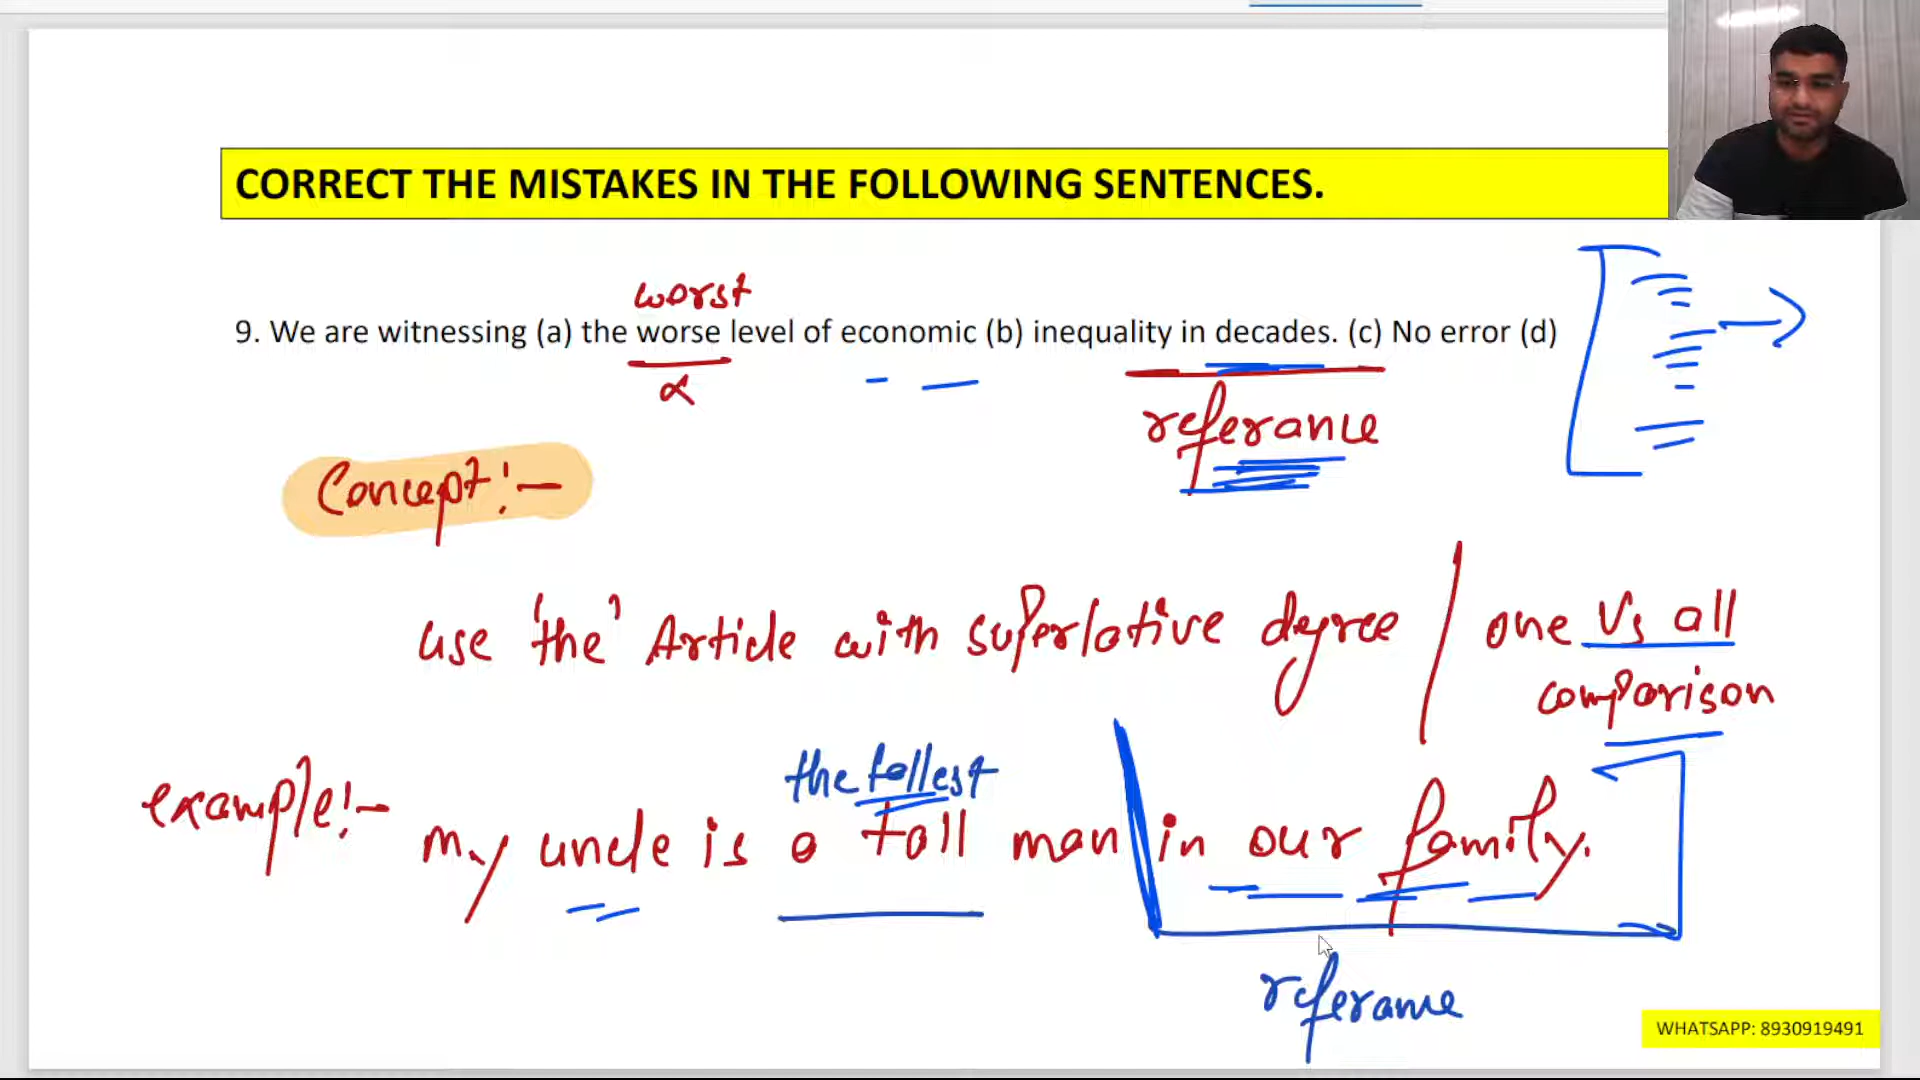 CORRECT THE MISTAKES IN THE FOLLOWING SENTENCES.
worst
9. We are witnessing (a) the worse level of economic (b) inequality in decades. (c) No error (d)
referance
Concept:-
use 'the' Article with superlative degree / one Vs all
comparison
the tallest
example:- my uncle is a tall man in our family.
referance
WHATSAPP: 8930919491